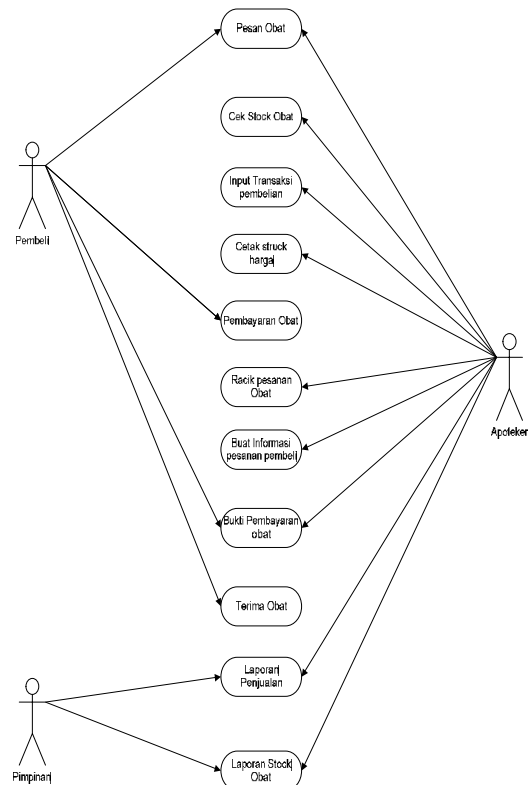 Pesan Obat
Cek Stock Obat
Input Transaksi
pembelian
Pembeli
Cetak struck
harga
Pembayaran Obat
Racik pesanan
Obat
Apoteker
Buat Informasi
pesanan pembeli
Bukti Pembayaran
obat
Terima Obat
Laporan
Penjualan
Pimpinan
Laporan Stock
Obat